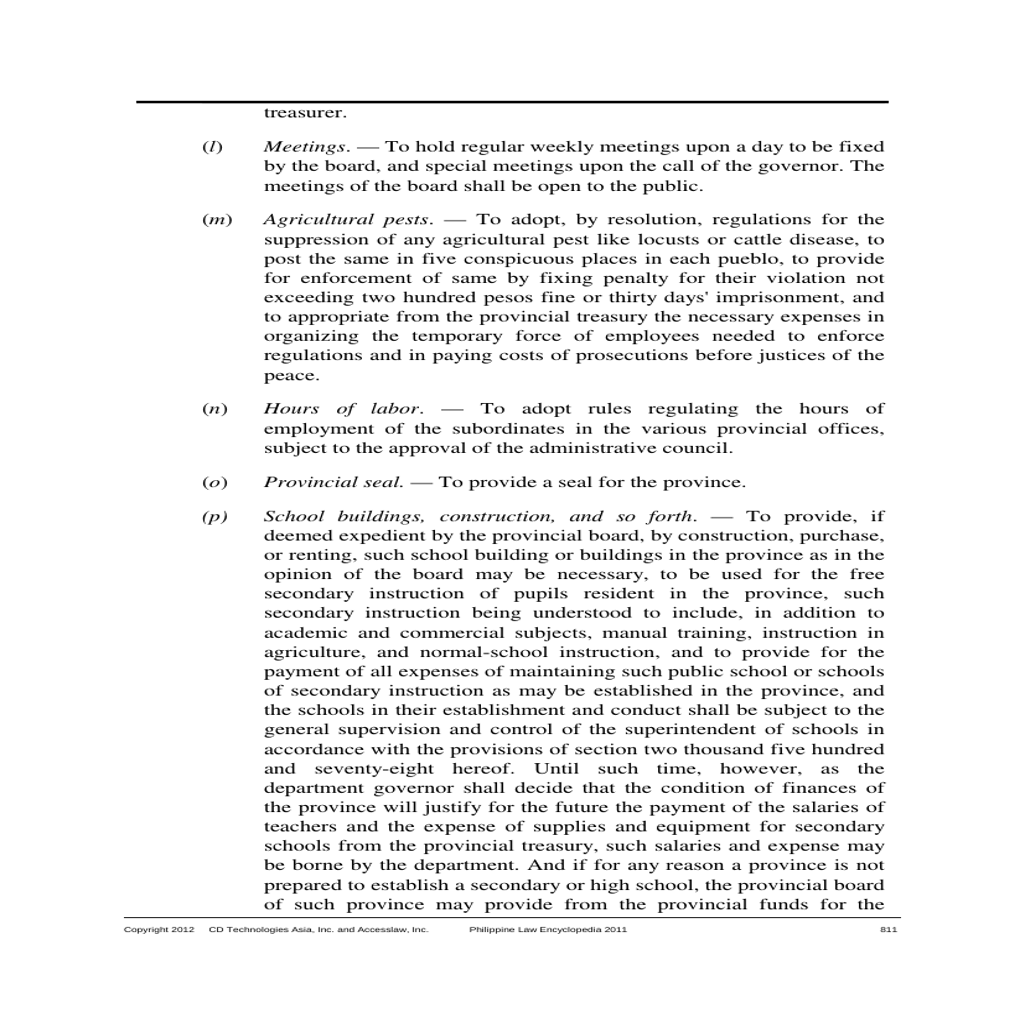 treasurer.
(l) Meetings. — To hold regular weekly meetings upon a day to be fixed
by the board, and special meetings upon the call of the governor. The
meetings of the board shall be open to the public.
(m) Agricultural pests. — To adopt, by resolution, regulations for the
suppression of any agricultural pest like locusts or cattle disease, to
post the same in five conspicuous places in each pueblo, to provide
for enforcement of same by fixing penalty for their violation not
exceeding two hundred pesos fine or thirty days' imprisonment, and
to appropriate from the provincial treasury the necessary expenses in
organizing the temporary force of employees needed to enforce
regulations and in paying costs of prosecutions before justices of the
peace.
(n) Hours of labor. — To adopt rules regulating the hours of
employment of the subordinates in the various provincial offices,
subject to the approval of the administrative council.
(o) Provincial seal. — To provide a seal for the province.
(p) School buildings, construction, and so forth. — To provide, if
deemed expedient by the provincial board, by construction, purchase,
or renting, such school building or buildings in the province as in the
opinion of the board may be necessary, to be used for the free
secondary instruction of pupils resident in the province, such
secondary instruction being understood to include, in addition to
academic and commercial subjects, manual training, instruction in
agriculture, and normal-school instruction, and to provide for the
payment of all expenses of maintaining such public school or schools
of secondary instruction as may be established in the province, and
the schools in their establishment and conduct shall be subject to the
general supervision and control of the superintendent of schools in
accordance with the provisions of section two thousand five hundred
and seventy-eight hereof. Until such time, however, as the
department governor shall decide that the condition of finances of
the province will justify for the future the payment of the salaries of
teachers and the expense of supplies and equipment for secondary
schools from the provincial treasury, such salaries and expense may
be borne by the department. And if for any reason a province is not
prepared to establish a secondary or high school, the provincial board
of such province may provide from the provincial funds for the
Copyright 2012 CD Technologies Asia, Inc. and Accesslaw, Inc. Philippine Law Encyclopedia 2011 811